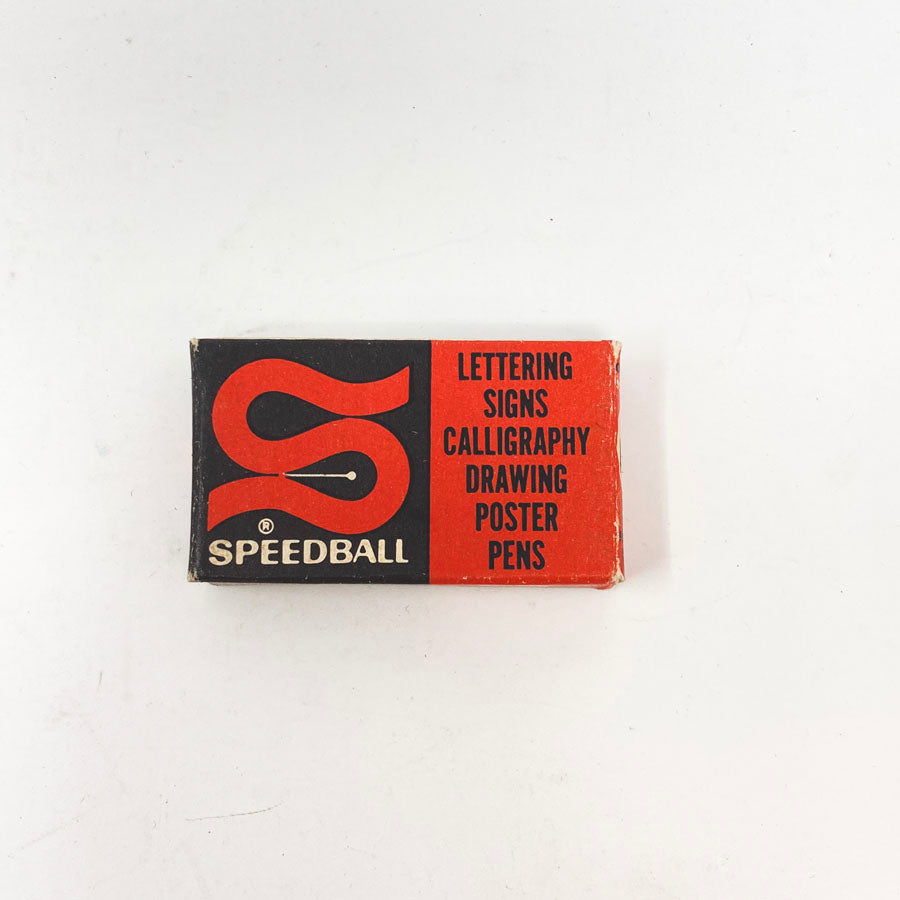 ®
SPEEDBALL
LETTERING
SIGNS
CALLIGRAPHY
DRAWING
POSTER
PENS